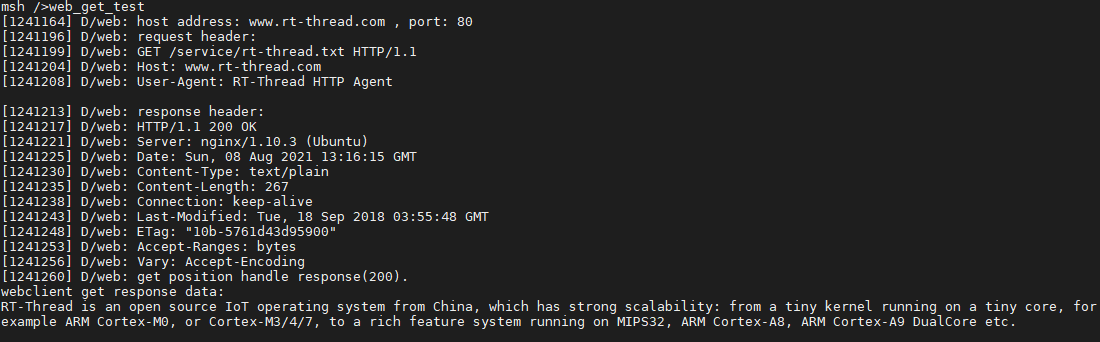 msh />web_get_test
[1241164] D/web: host address: www.rt-thread.com , port: 80
[1241196] D/web: request header:
[1241199] D/web: GET /service/rt-thread.txt HTTP/1.1
[1241204] D/web: Host: www.rt-thread.com
[1241208] D/web: User-Agent: RT-Thread HTTP Agent
[1241213] D/web: response header:
[1241217] D/web: HTTP/1.1 200 OK
[1241221] D/web: Server: nginx/1.10.3 (Ubuntu)
[1241225] D/web: Date: Sun, 08 Aug 2021 13:16:15 GMT
[1241230] D/web: Content-Type: text/plain
[1241235] D/web: Content-Length: 267
[1241238] D/web: Connection: keep-alive
[1241243] D/web: Last-Modified: Tue, 18 Sep 2018 03:55:48 GMT
[1241248] D/web: ETag: "10b-5761d43d95900"
[1241253] D/web: Accept-Ranges: bytes
[1241256] D/web: Vary: Accept-Encoding
[1241260] D/web: get position handle response(200).
webclient get response data:
RT-Thread is an open source IoT operating system from China, which has strong scalability: from a tiny kernel running on a tiny core, for
example ARM Cortex-M0, or Cortex-M3/4/7, to a rich feature system running on MIPS32, ARM Cortex-A8, ARM Cortex-A9 DualCore etc.